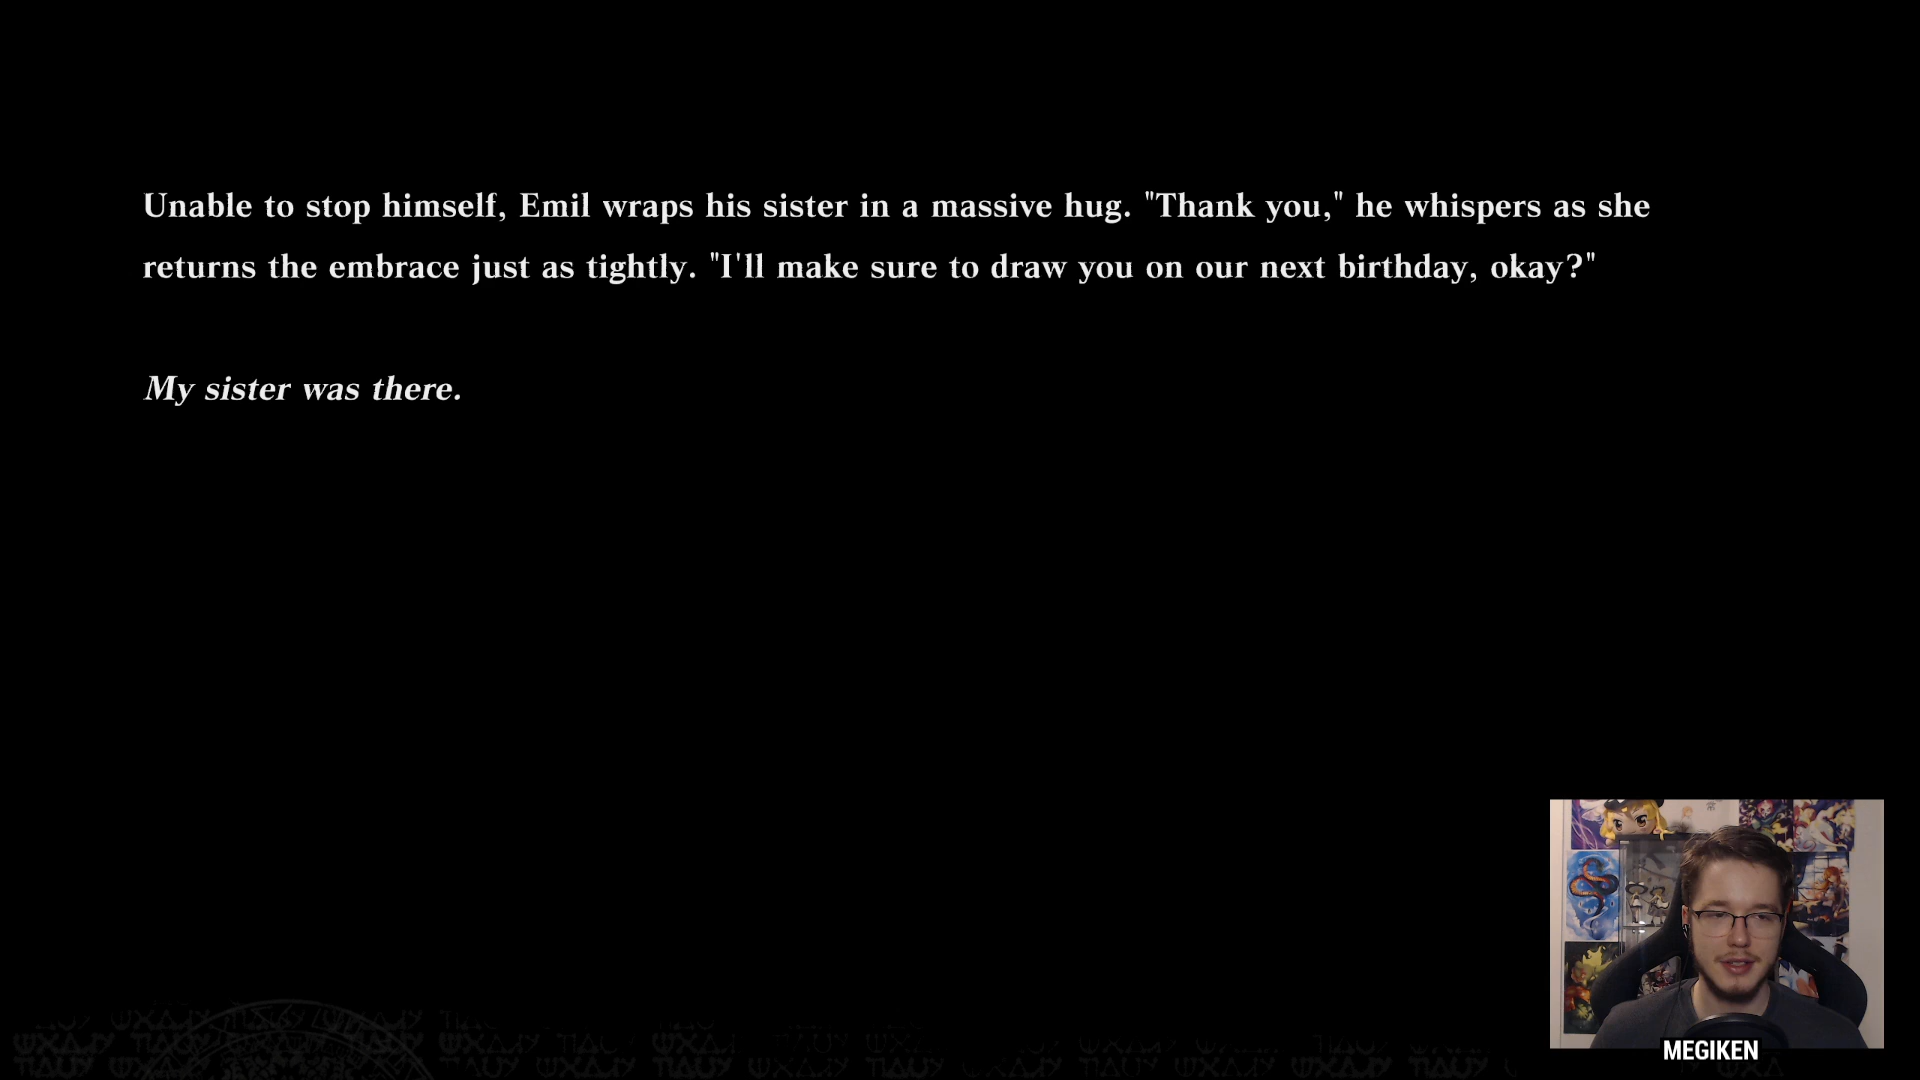 Unable to stop himself, Emil wraps his sister in a massive hug. "Thank you," he whispers as she
returns the embrace just as tightly. "I'll make sure to draw you on our next birthday, okay?"
My sister was there.
MEGIKEN